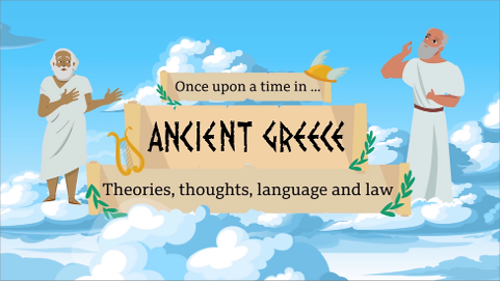 Once upon a time in ...
ANCIENT GREECE
Theories, thoughts, language and law